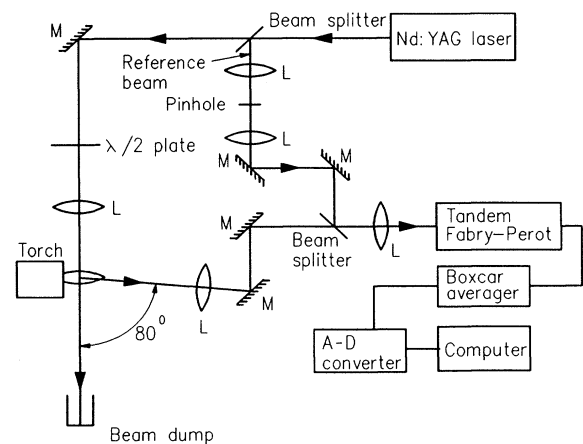 Beam splitter
M
Nd: YAG laser
Reference
beam
L
Pinhole
λ/2 plate
L
M
M
L
M
Beam
splitter
L
Tandem
Fabry-Perot
Torch
L
M
Boxcar
averager
80°
A-D
converter
Computer
Beam dump